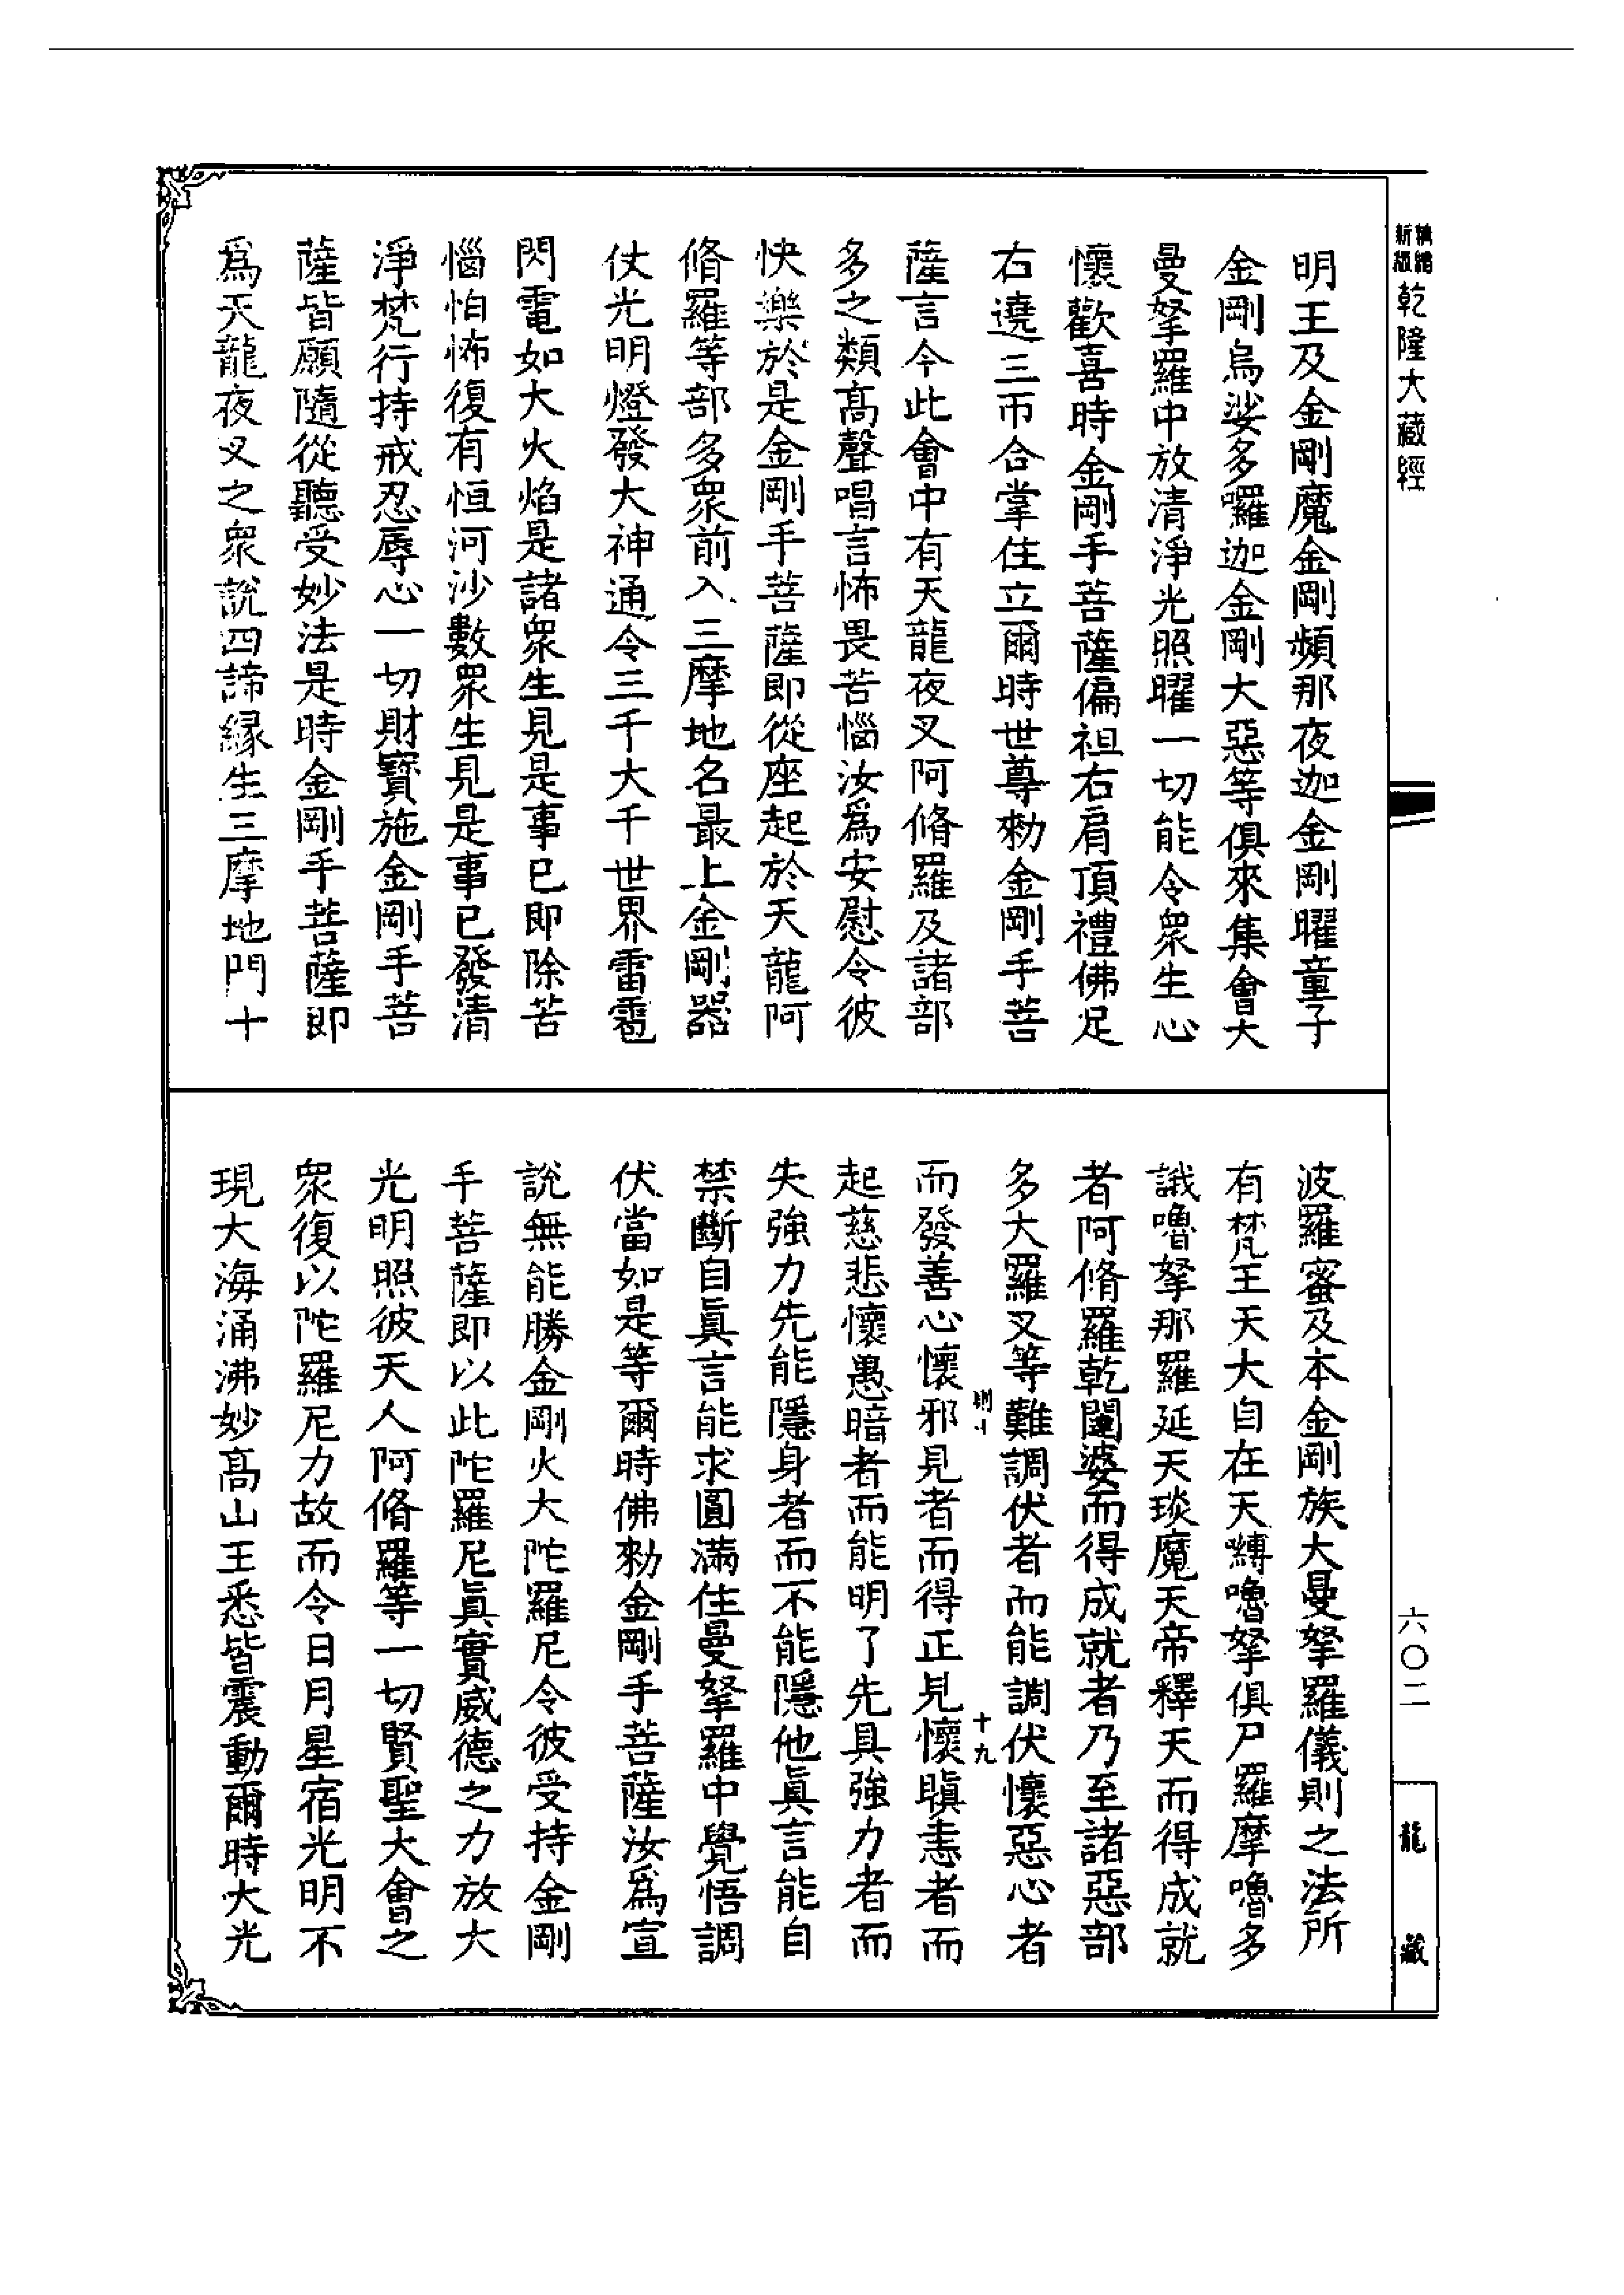 精縮新版乾隆大藏經
明王及金剛魔金剛頻那夜迦金剛曜童子
金剛烏娑多囉迦金剛大惡等俱來集會大
曼拏羅中放清淨光照曜一切能令衆生心
懷歡喜時金剛手菩薩偏袒右肩頂禮佛足
右遶三帀合掌住立爾時世尊勑金剛手菩
薩言今此會中有天龍夜叉阿脩羅及諸部
多之類高聲唱言怖畏苦惱汝爲安慰令彼
快樂於是金剛手菩薩即從座起於天龍阿
脩羅等部多衆前入三摩地名最上金剛器
仗光明燈發大神通令三千大千世界雷雹
閃電如大火焰是諸衆生見是事已即除苦
惱怕怖復有恒河沙數衆生見是事已發清
淨梵行持戒忍辱心一切財寶施金剛手菩
薩皆願隨從聽受妙法是時金剛手菩薩即
爲天龍夜叉之衆說四諦緣生三摩地門十
波羅蜜及本金剛族大曼拏羅儀則之法所
有梵王天大自在天嚩嚕拏俱尸羅摩嚕多
誐嚕拏那羅延天琰魔天帝釋天而得成就
者阿脩羅乾闥婆而得成就者乃至諸惡部
多大羅叉等難調伏者而能調伏懷惡心者
而發善心懷邪見者而得正見懷瞋恚者而
起慈悲懷愚暗者而能明了先具強力者而
失強力先能隱身者而不能隱他眞言能自
禁斷自眞言能求圓滿住曼拏羅中覺悟調
伏當如是等爾時佛勑金剛手菩薩汝爲宣
說無能勝金剛火大陀羅尼令彼受持金剛
手菩薩即以此陀羅尼眞實威德之力放大
光明照彼天人阿脩羅等一切賢聖大會之
衆復以陀羅尼力故而令日月星宿光明不
現大海涌沸妙高山王悉皆震動爾時大光
十九
六〇二
龍藏